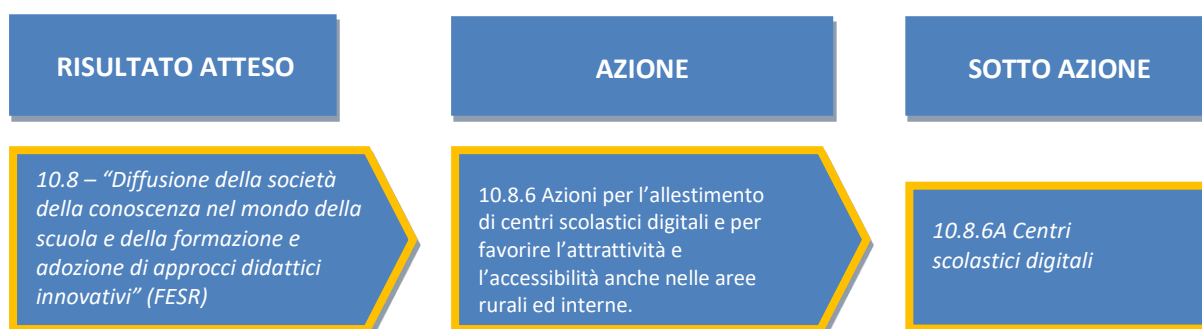 RISULTATO ATTESO
AZIONE
SOTTO AZIONE
10.8 – “Diffusione della società
della conoscenza nel mondo della
scuola e della formazione e
adozione di approcci didattici
innovativi” (FESR)
10.8.6 Azioni per l’allestimento
di centri scolastici digitali e per
favorire l’attrattività e
l’accessibilità anche nelle aree
rurali ed interne.
10.8.6A Centri
scolastici digitali